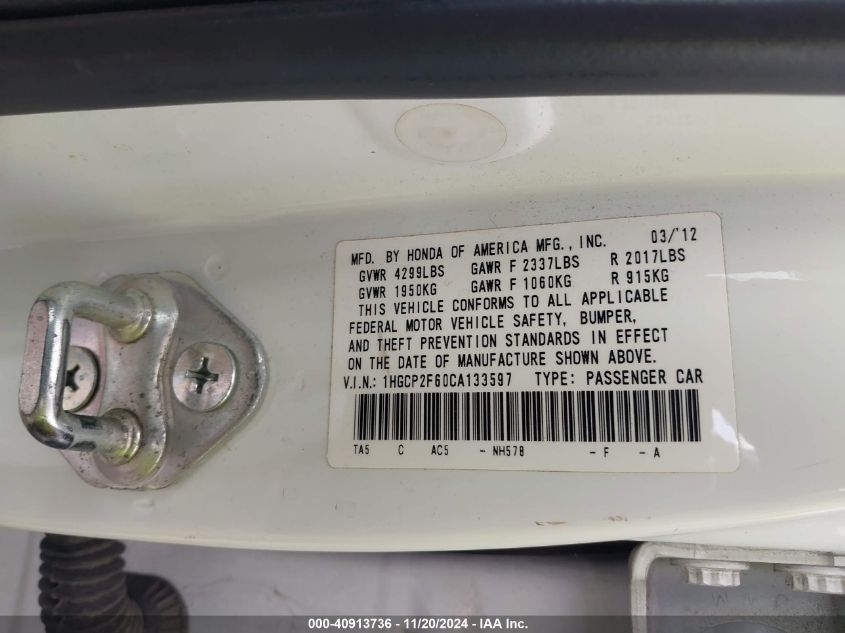 MFD. BY HONDA OF AMERICA MFG., INC. 03/'12
GVWR 4299LBS GAWR F 2337LBS R 2017LBS
GVWR 1950KG GAWR F 1060KG R 915KG
THIS VEHICLE CONFORMS TO ALL APPLICABLE
FEDERAL MOTOR VEHICLE SAFETY, BUMPER,
AND THEFT PREVENTION STANDARDS IN EFFECT
ON THE DATE OF MANUFACTURE SHOWN ABOVE.
V.I.N.: 1HGCP2F60CA133597 TYPE: PASSENGER CAR
TA5 C AC5 - NH578 - F - A
000-40913736 - 11/20/2024 - IAA Inc.